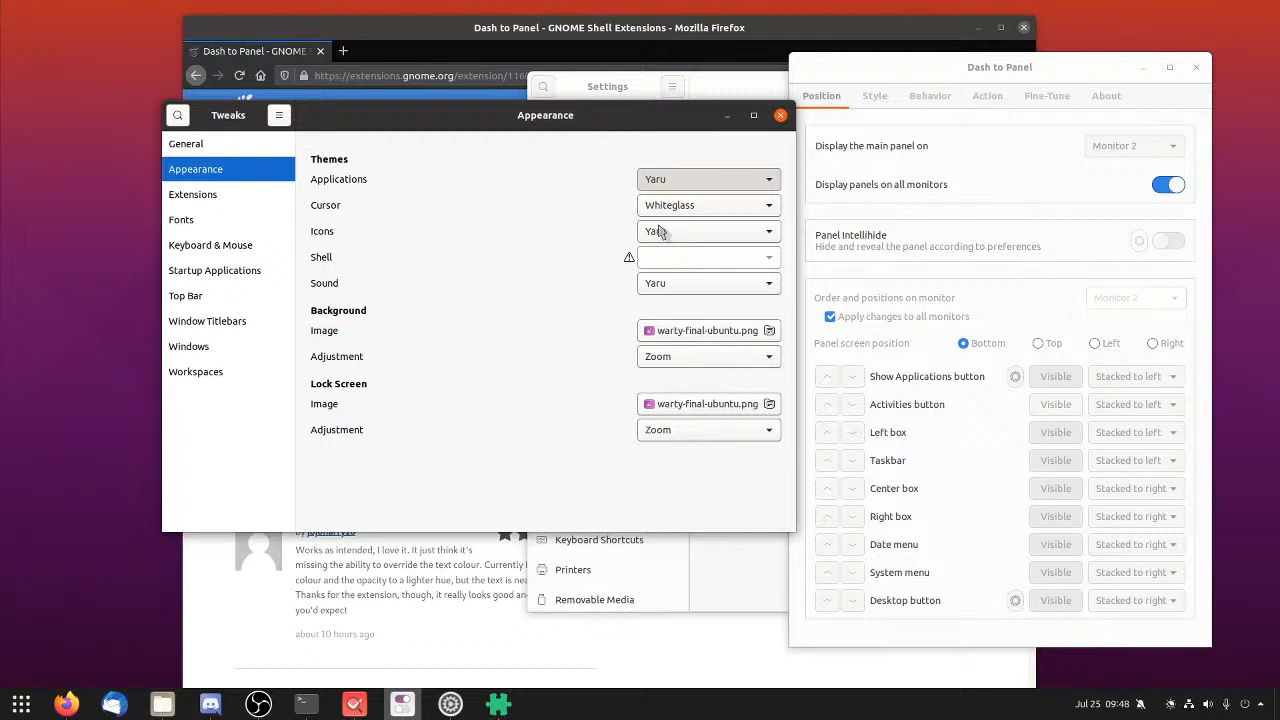 Dash to Panel - GNOME Shell Extensions - Mozilla Firefox
Dash to Panel - GNOME
https://extensions.gnome.org/extension/116
Settings
Tweaks
Appearance
General
Appearance
Extensions
Fonts
Keyboard & Mouse
Startup Applications
Top Bar
Window Titlebars
Windows
Workspaces
Themes
Applications
Yaru
Cursor
Whiteglass
Icons
Shell
Sound
Yaru
Background
Image
warty-final-ubuntu.png
Adjustment
Zoom
Lock Screen
Image
warty-final-ubuntu.png
Adjustment
Zoom
Works as intended, I love it. It just think it's
missing the ability to override the text colour. Currently
colour and the opacity to a lighter hue, but the text is
Thanks for the extension, though, it really looks good
you'd expect
about 10 hours ago
Keyboard Shortcuts
Printers
Removable Media
Dash to Panel
Position
Style
Behavior
Action
Fine-Tune
About
Display the main panel on
Monitor 2
Display panels on all monitors
Panel Intellihide
Hide and reveal the panel according to preferences
Order and positions on monitor
Monitor 2
Apply changes to all monitors
Panel screen position
Bottom
Top
Left
Right
Show Applications button
Visible
Stacked to left
Activities button
Visible
Stacked to left
Left box
Visible
Stacked to left
Taskbar
Visible
Stacked to left
Center box
Visible
Stacked to right
Right box
Visible
Stacked to right
Date menu
Visible
Stacked to right
System menu
Visible
Stacked to right
Desktop button
Visible
Stacked to right
Jul 25 09:48